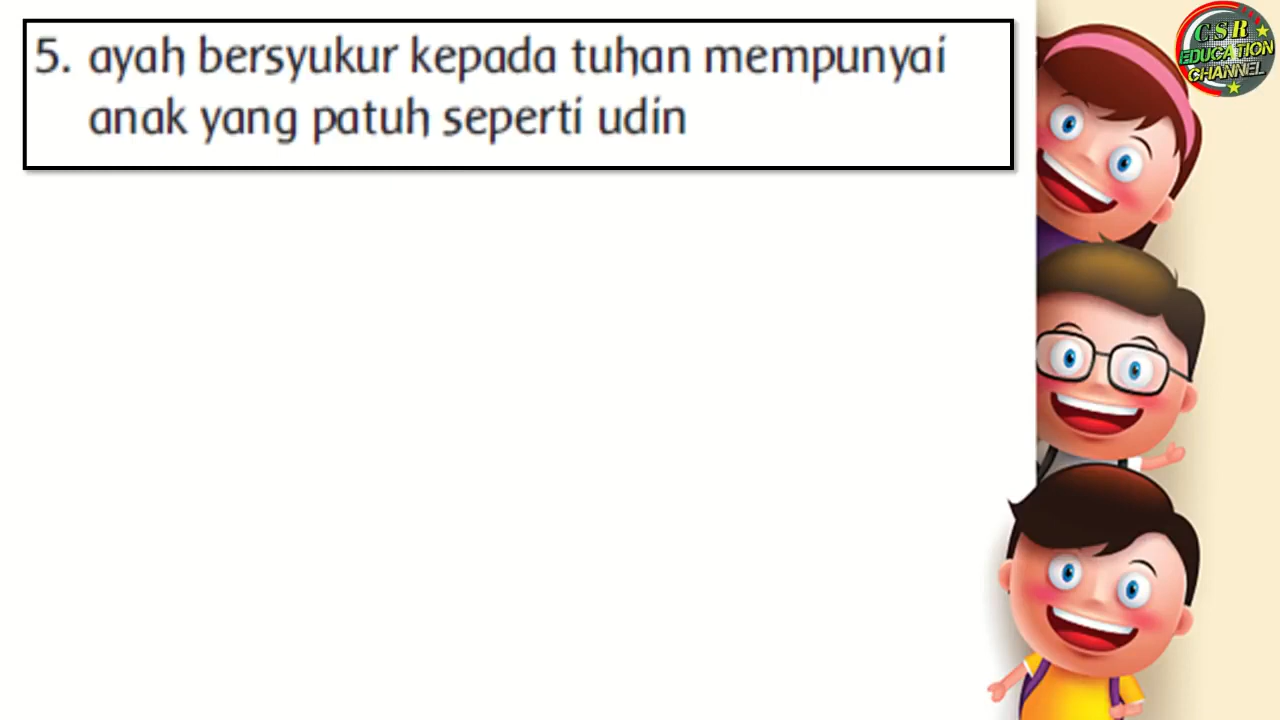 5. ayah bersyukur kepada tuhan mempunyai
anak yang patuh seperti udin
CSR
EDUCATION
CHANNEL